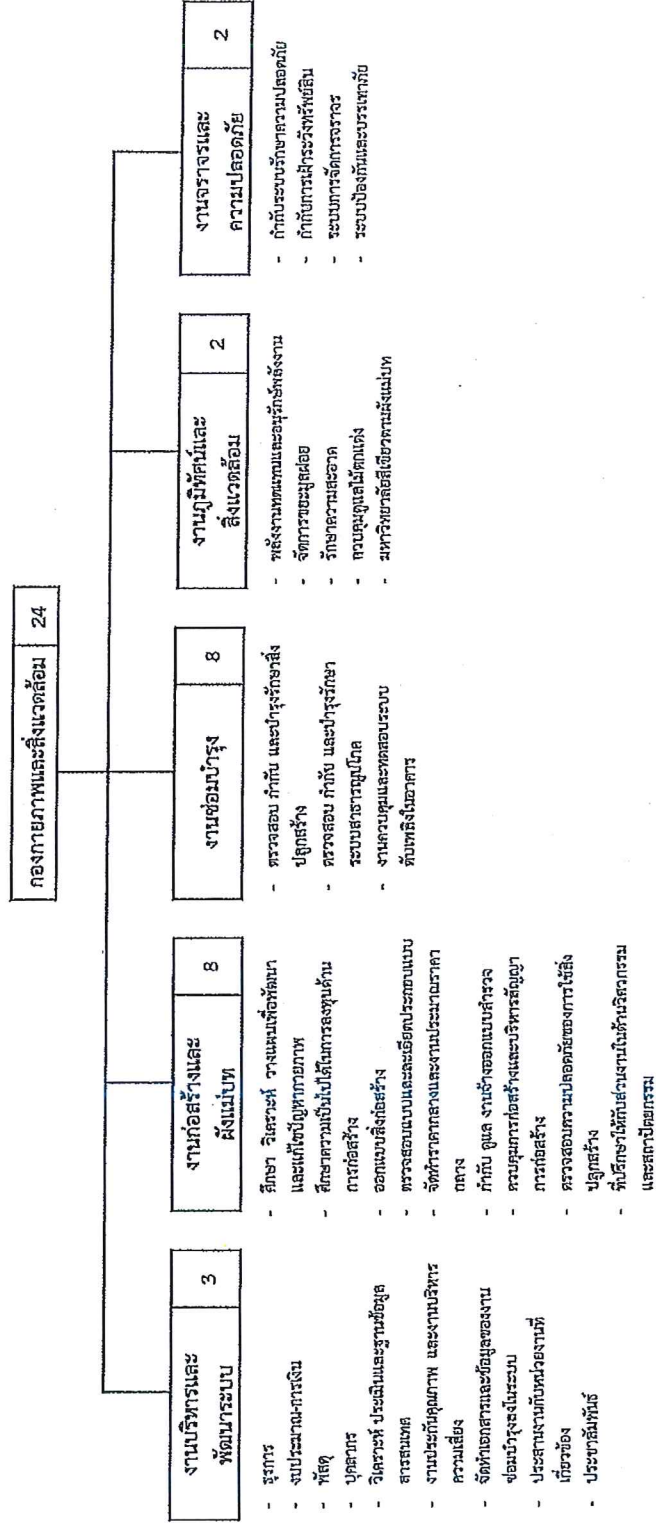 กองกายภาพและสิ่งแวดล้อม 24
งานบริหารและ
พัฒนาระบบ
3
- ธุรการ
- งบประมาณ-การเงิน
- พัสดุ
- บุคลากร
- วิเคราะห์ ประเมินและฐานข้อมูล
สารสนเทศ
- งานประกันคุณภาพ และงานบริหาร
ความเสี่ยง
- จัดทำเอกสารและข้อมูลของงาน
ซ่อมบำรุงลงในระบบ
- ประสานงานกับหน่วยงานที่
เกี่ยวข้อง
- ประชาสัมพันธ์
งานก่อสร้างและ
ผังแม่บท
8
- ศึกษา วิเคราะห์ วางแผนเพื่อพัฒนา
และแก้ไขปัญหากายภาพ
- ศึกษาความเป็นไปได้ในการลงทุนด้าน
การก่อสร้าง
- ออกแบบสิ่งก่อสร้าง
- ตรวจสอบแบบและละเอียดประกอบแบบ
- จัดทำราคากลางและงานประมาณราคา
กลาง
- กำกับ ดูแล งานจ้างออกแบบสำรวจ
- ควบคุมการก่อสร้างและบริหารสัญญา
การก่อสร้าง
- ตรวจสอบความปลอดภัยของการใช้สิ่ง
ปลูกสร้าง
- ที่ปรึกษาให้กับส่วนงานในด้านวิศวกรรม
และสถาปัตยกรรม
งานซ่อมบำรุง
8
- ตรวจสอบ กำกับ และบำรุงรักษาสิ่ง
ปลูกสร้าง
- ตรวจสอบ กำกับ และบำรุงรักษา
ระบบสาธารณูปโภค
- งานควบคุมและทดสอบระบบ
ดับเพลิงในอาคาร
งานภูมิทัศน์และ
สิ่งแวดล้อม
2
- พลังงานทดแทนและอนุรักษ์พลังงาน
- จัดการขยะมูลฝอย
- รักษาความสะอาด
- ควบคุมดูแลไม้ตกแต่ง
- มหาวิทยาลัยสีเขียวตามผังแม่บท
งานจราจรและ
ความปลอดภัย
2
- กำกับระบบรักษาความปลอดภัย
- กำกับการเฝ้าระวังทรัพย์สิน
- ระบบการจัดการจราจร
- ระบบป้องกันและบรรเทาภัย